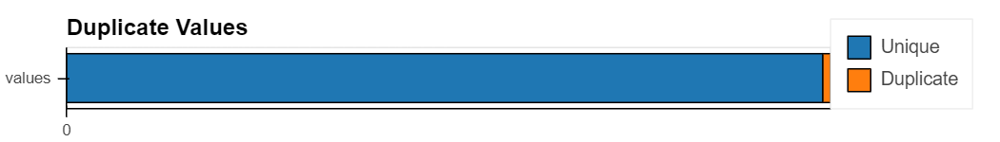 Duplicate Values
Unique
values
Duplicate
0